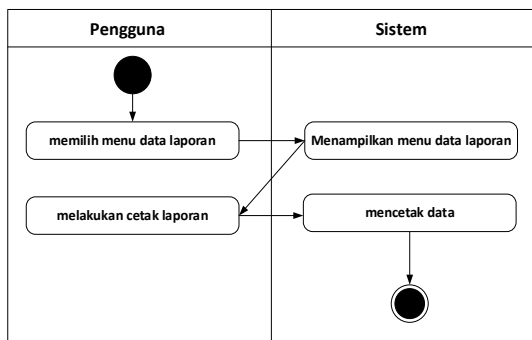 Pengguna
Sistem
memilih menu data laporan
Menampilkan menu data laporan
melakukan cetak laporan
mencetak data